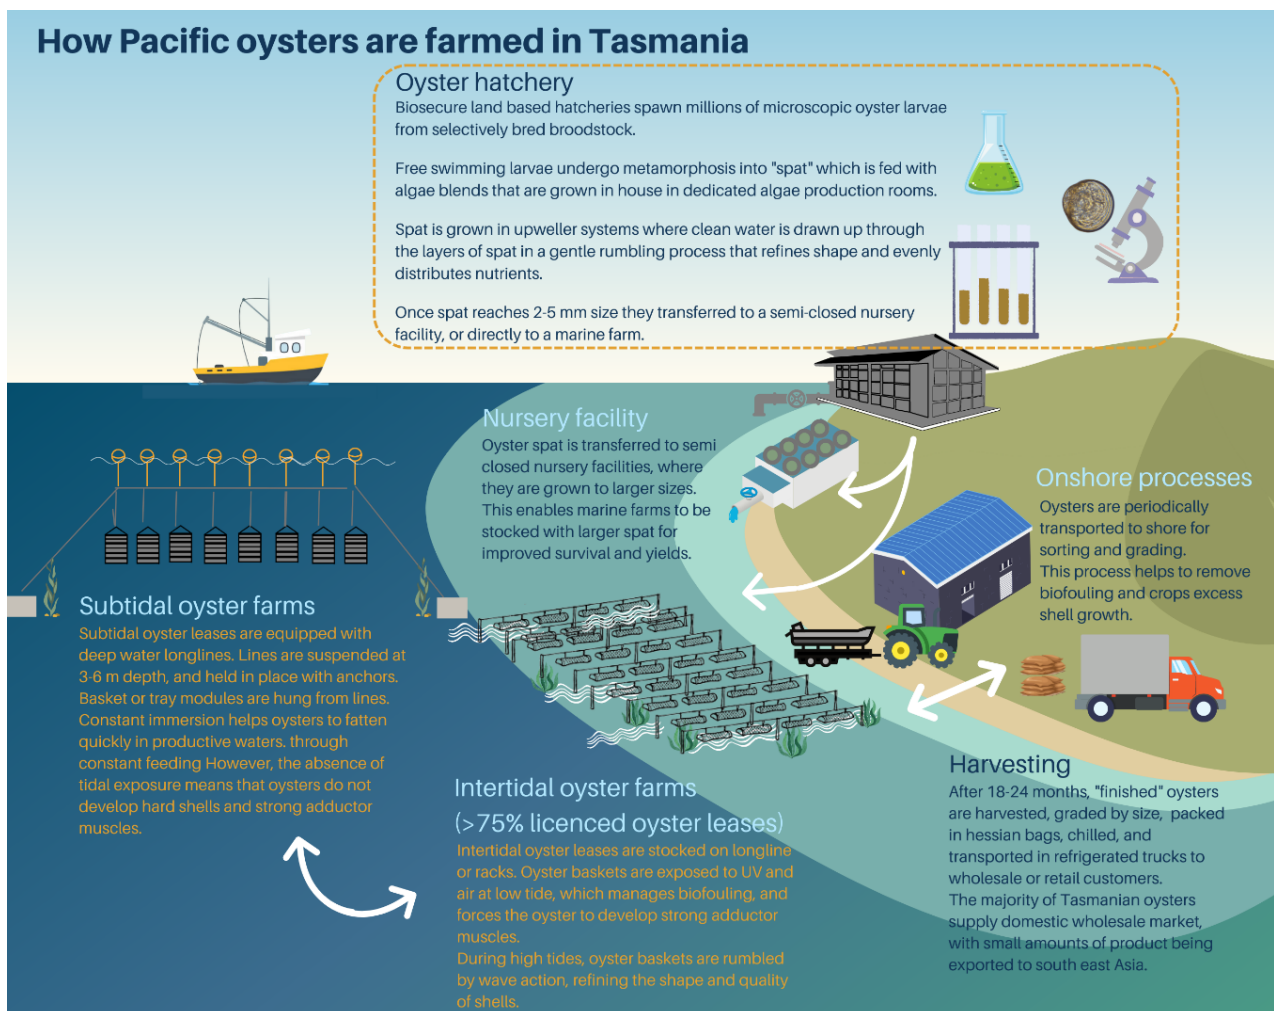 How Pacific oysters are farmed in Tasmania
Oyster hatchery
Biosecure land based hatcheries spawn millions of microscopic oyster larvae
from selectively bred broodstock.
Free swimming larvae undergo metamorphosis into "spat" which is fed with
algae blends that are grown in house in dedicated algae production rooms.
Spat is grown in upweller systems where clean water is drawn up through
the layers of spat in a gentle rumbling process that refines shape and evenly
distributes nutrients.
Once spat reaches 2-5 mm size they transferred to a semi-closed nursery
facility, or directly to a marine farm.
Nursery facility
Oyster spat is transferred to semi
closed nursery facilities, where
they are grown to larger sizes.
This enables marine farms to be
stocked with larger spat for
improved survival and yields.
Onshore processes
Oysters are periodically
transported to shore for
sorting and grading.
This process helps to remove
biofouling and crops excess
shell growth.
Subtidal oyster farms
Subtidal oyster leases are equipped with
deep water longlines. Lines are suspended at
3-6 m depth, and held in place with anchors.
Basket or tray modules are hung from lines.
Constant immersion helps oysters to fatten
quickly in productive waters. through
constant feeding However, the absence of
tidal exposure means that oysters do not
develop hard shells and strong adductor
muscles.
Intertidal oyster farms
(>75% licenced oyster leases)
Intertidal oyster leases are stocked on longline
or racks. Oyster baskets are exposed to UV and
air at low tide, which manages biofouling, and
forces the oyster to develop strong adductor
muscles.
During high tides, oyster baskets are rumbled
by wave action, refining the shape and quality
of shells.
Harvesting
After 18-24 months, "finished" oysters
are harvested, graded by size, packed
in hessian bags, chilled, and
transported in refrigerated trucks to
wholesale or retail customers.
The majority of Tasmanian oysters
supply domestic wholesale market,
with small amounts of product being
exported to south east Asia.